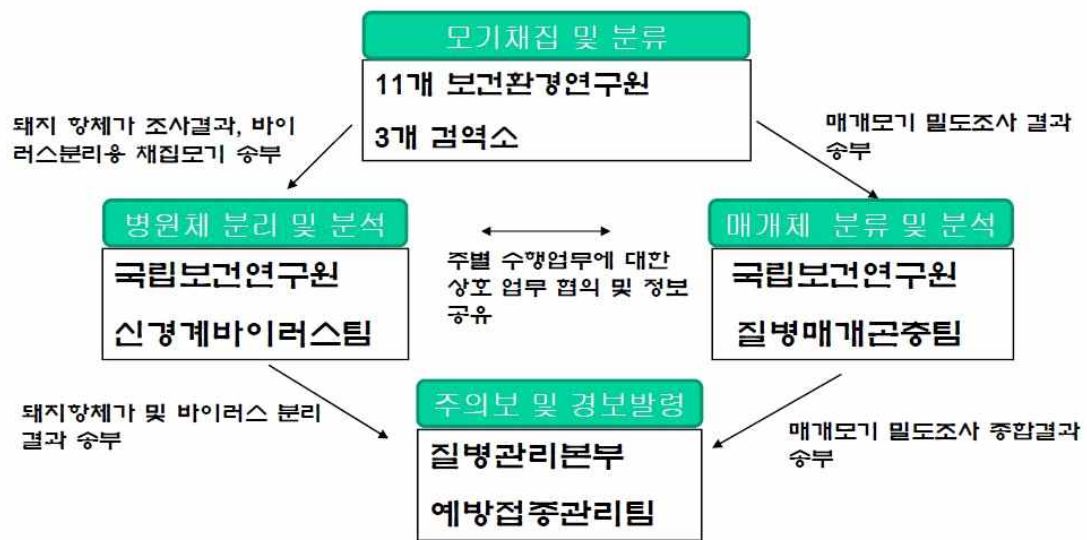 모기채집 및 분류
11개 보건환경연구원
3개 검역소
돼지 항체가 조사결과, 바이
러스분리용 채집모기 송부
매개모기 밀도조사 결과
송부
병원체 분리 및 분석
국립보건연구원
신경계바이러스팀
주별 수행업무에 대한
상호 업무 협의 및 정보
공유
매개체 분류 및 분석
국립보건연구원
질병매개곤충팀
돼지항체가 및 바이러스 분리
결과 송부
매개모기 밀도조사 종합결과
송부
주의보 및 경보발령
질병관리본부
예방접종관리팀